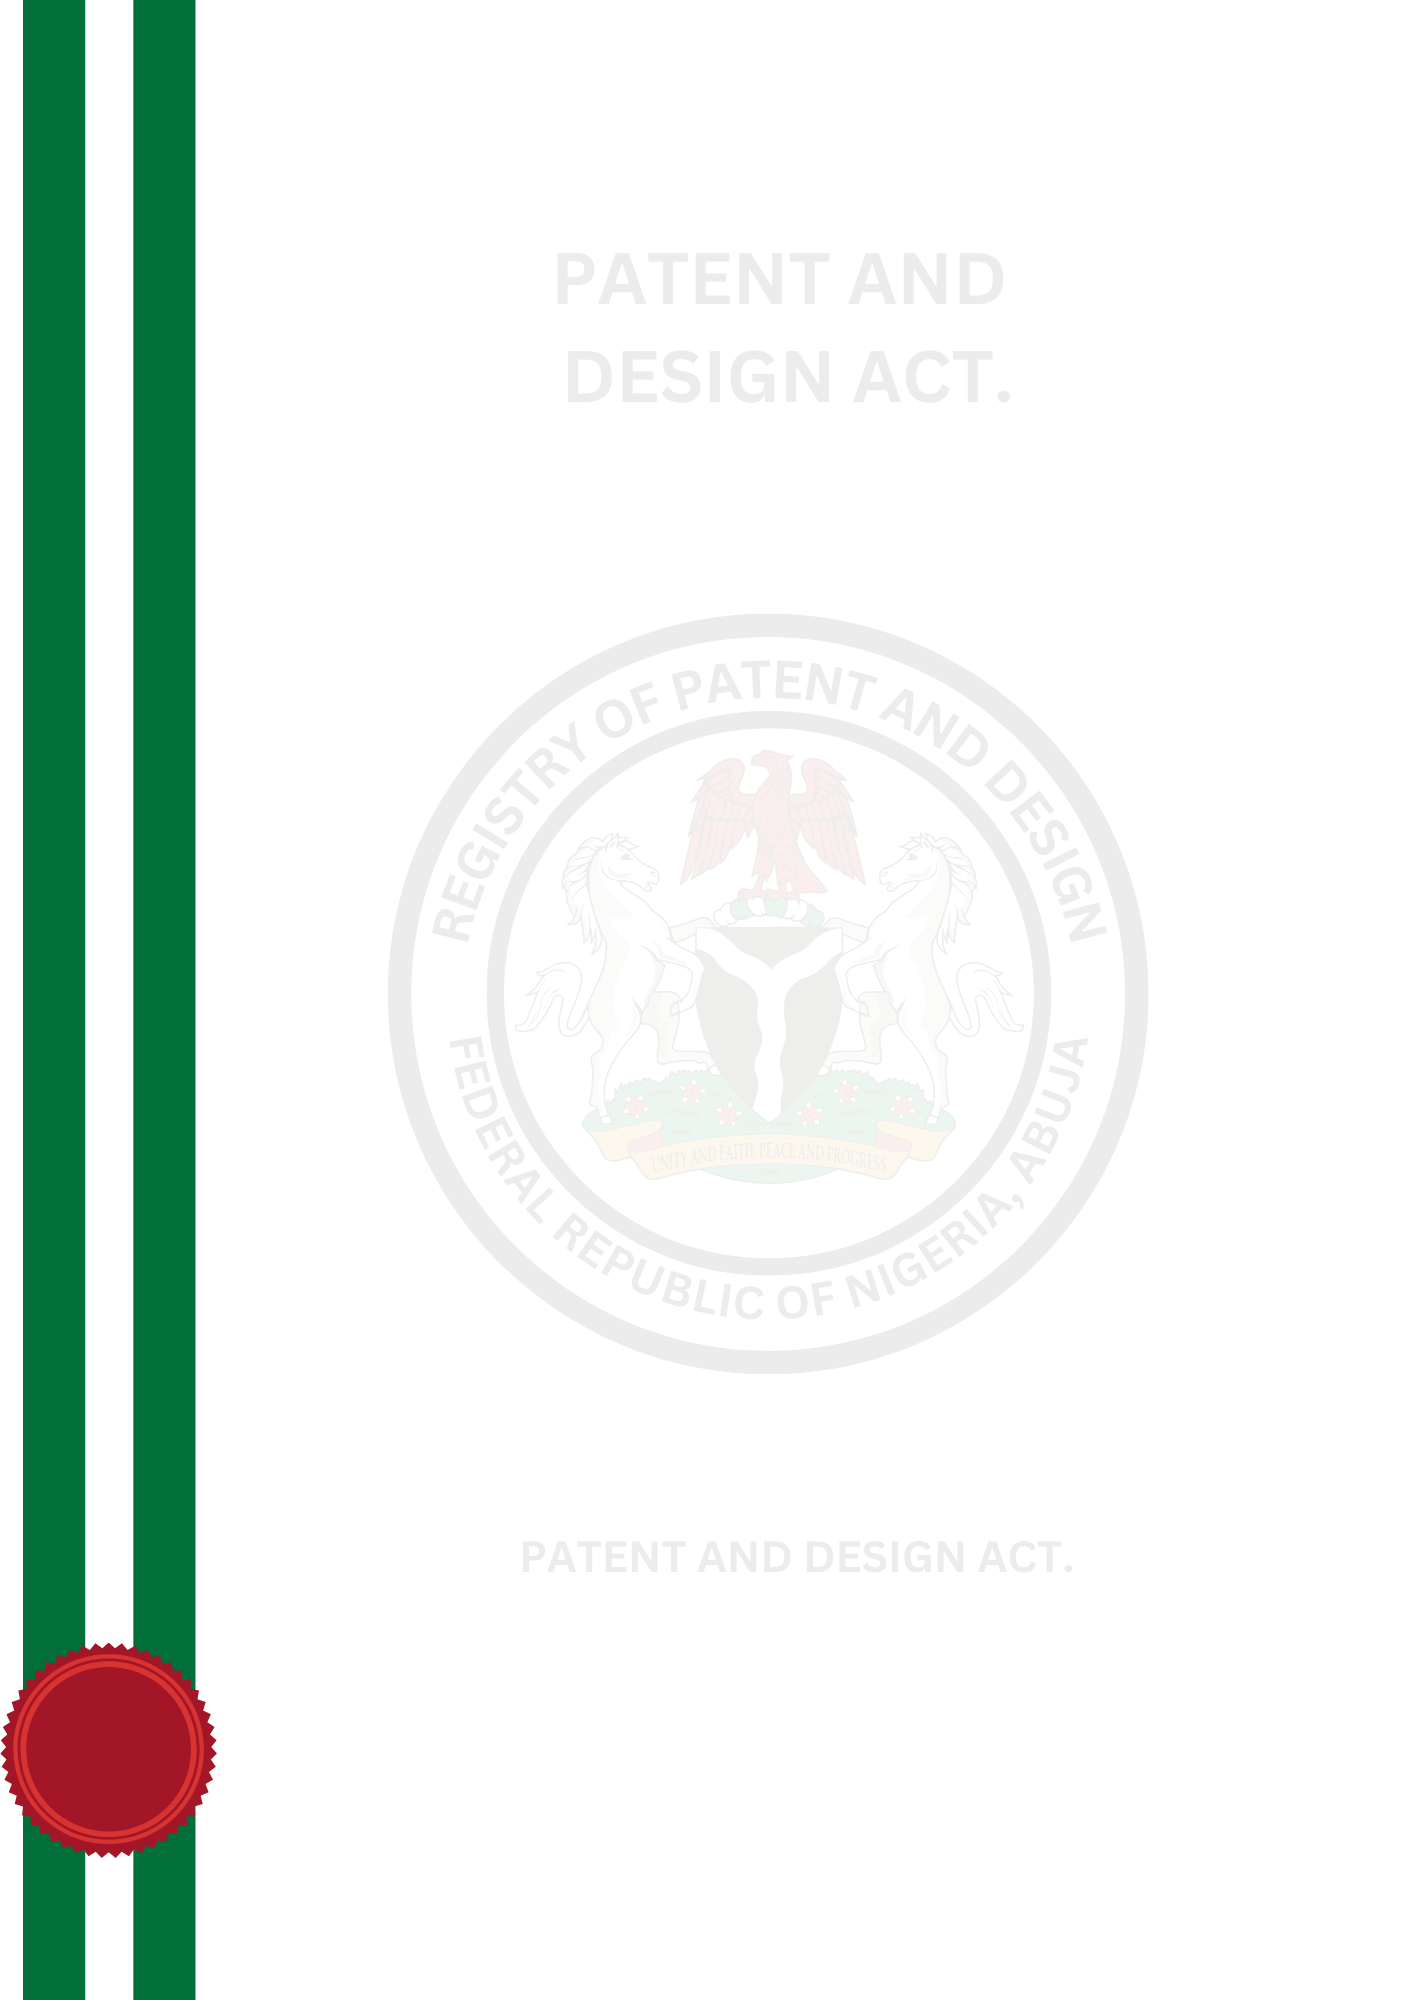 PATENT AND
DESIGN ACT.
REGISTRY OF PATENT AND DESIGN
UNITY AND FAITH, PEACE AND PROGRESS
FEDERAL REPUBLIC OF NIGERIA, ABUJA
PATENT AND DESIGN ACT.